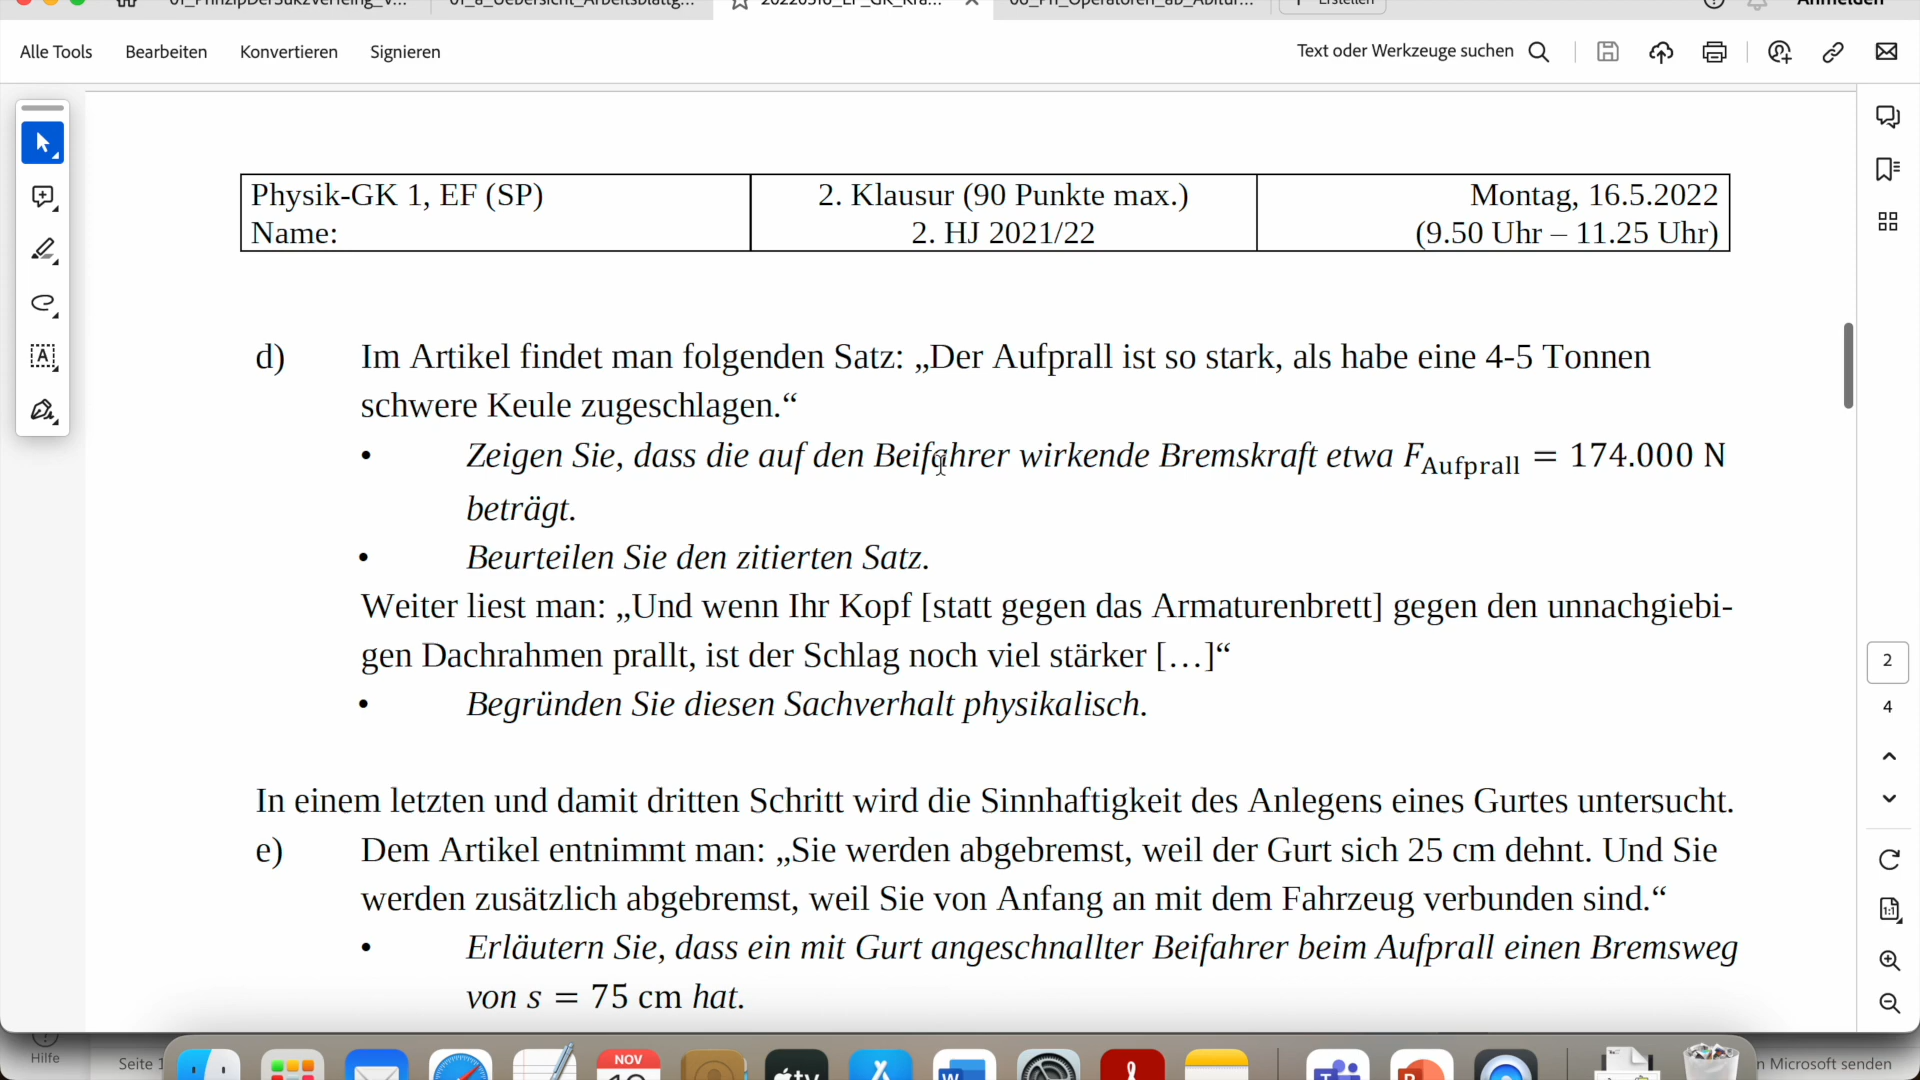 Alle Tools Bearbeiten Konvertieren Signieren Text oder Werkzeuge suchen
Physik-GK 1, EF (SP) 2. Klausur (90 Punkte max.) Montag, 16.5.2022
Name: 2. HJ 2021/22 (9.50 Uhr – 11.25 Uhr)
d) Im Artikel findet man folgenden Satz: „Der Aufprall ist so stark, als habe eine 4-5 Tonnen
schwere Keule zugeschlagen.“
• Zeigen Sie, dass die auf den Beifahrer wirkende Bremskraft etwa F_Aufprall = 174.000 N
beträgt.
• Beurteilen Sie den zitierten Satz.
Weiter liest man: „Und wenn Ihr Kopf [statt gegen das Armaturenbrett] gegen den unnachgiebi-
gen Dachrahmen prallt, ist der Schlag noch viel stärker […]“
• Begründen Sie diesen Sachverhalt physikalisch.
In einem letzten und damit dritten Schritt wird die Sinnhaftigkeit des Anlegens eines Gurtes untersucht.
e) Dem Artikel entnimmt man: „Sie werden abgebremst, weil der Gurt sich 25 cm dehnt. Und Sie
werden zusätzlich abgebremst, weil Sie von Anfang an mit dem Fahrzeug verbunden sind.“
• Erläutern Sie, dass ein mit Gurt angeschnallter Beifahrer beim Aufprall einen Bremsweg
von s = 75 cm hat.
2
4
Hilfe
Seite 1
n Microsoft senden
NOV